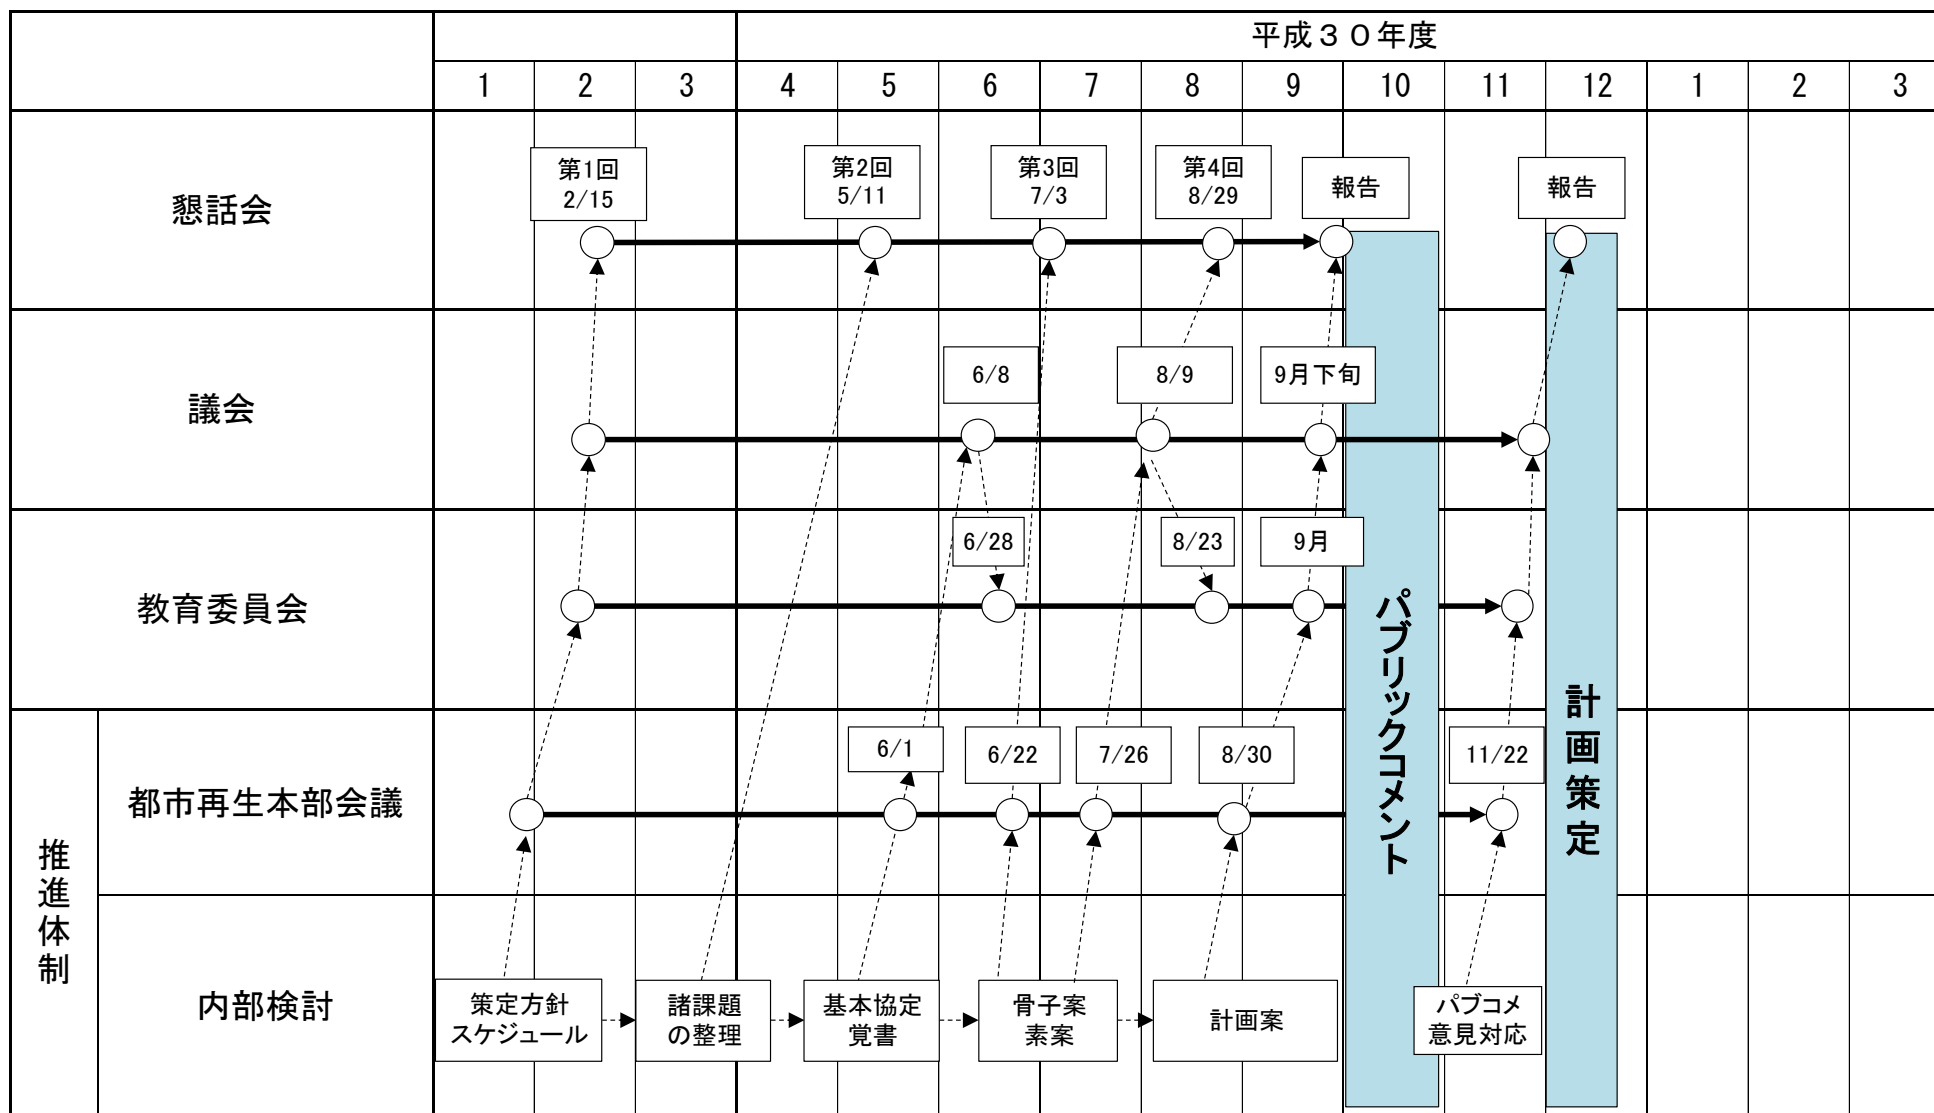 平成３０年度
1 2 3 4 5 6 7 8 9 10 11 12 1 2 3
懇話会
第1回
2/15
第2回
5/11
第3回
7/3
第4回
8/29
報告
報告
議会
6/8
8/9
9月下旬
教育委員会
6/28
8/23
9月
パブリックコメント
計画策定
推進体制
都市再生本部会議
6/1
6/22
7/26
8/30
11/22
内部検討
策定方針
スケジュール
諸課題
の整理
基本協定
覚書
骨子案
素案
計画案
パブコメ
意見対応